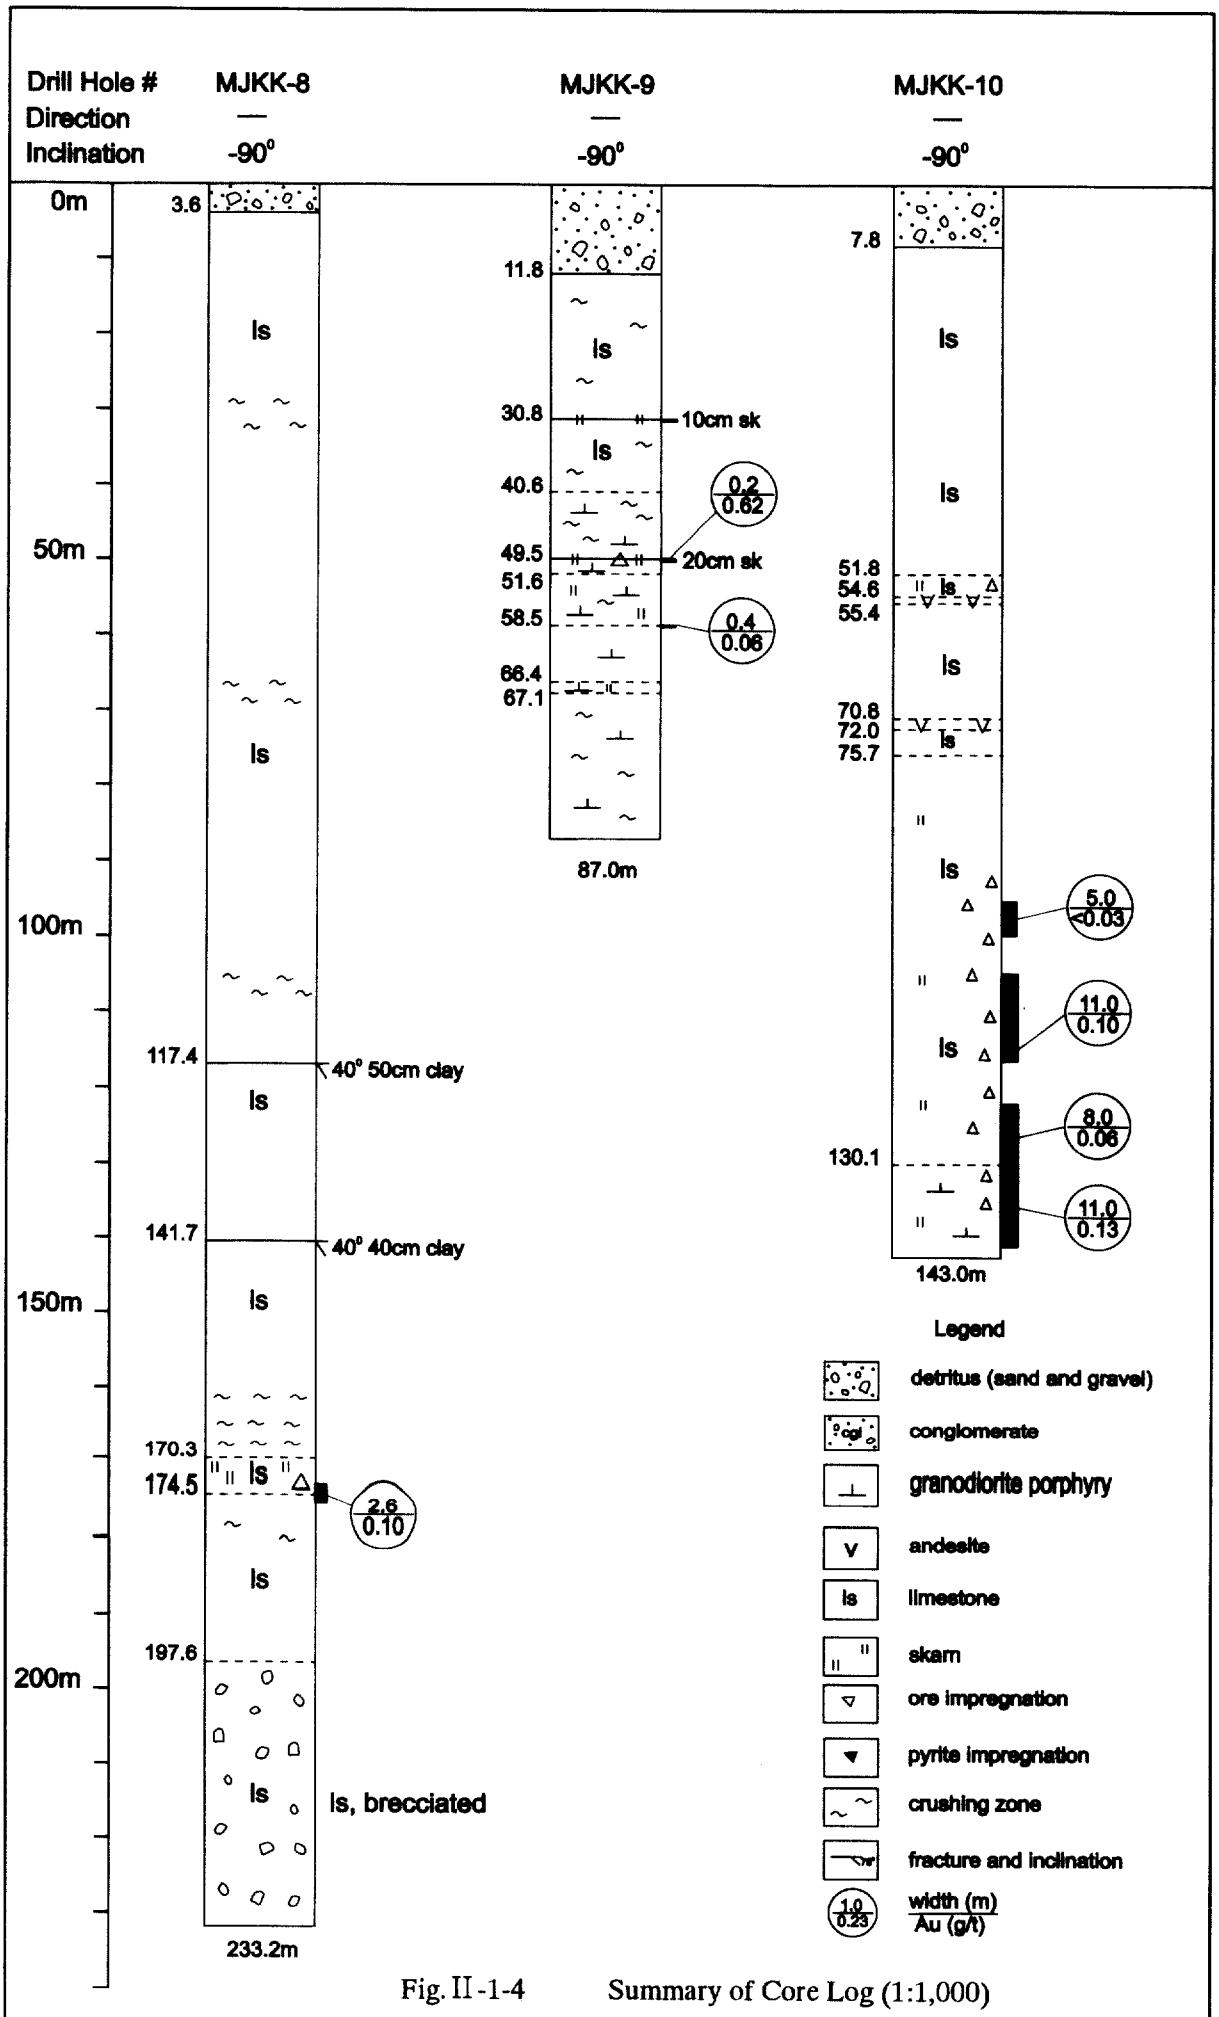 Drill Hole # MJKK-8 MJKK-9 MJKK-10
Direction — — —
Inclination -90° -90° -90°
0m
50m
100m
150m
200m
3.6
ls
ls
117.4
40° 50cm clay
ls
141.7
40° 40cm clay
ls
170.3
ls
174.5
2.6
0.10
ls
197.6
ls
ls, brecciated
233.2m
11.8
ls
30.8
10cm sk
ls
40.6
0.2
0.62
49.5
20cm sk
51.6
58.5
0.4
0.06
66.4
67.1
87.0m
7.8
ls
ls
51.8
54.6
ls
55.4
ls
70.8
72.0
ls
75.7
ls
5.0
<0.03
11.0
0.10
ls
8.0
0.06
130.1
11.0
0.13
143.0m
Legend
detritus (sand and gravel)
cgl conglomerate
granodiorite porphyry
v andesite
ls limestone
skarn
ore impregnation
pyrite impregnation
crushing zone
fracture and inclination
1.0 width (m)
0.23 Au (g/t)
Fig. II-1-4 Summary of Core Log (1:1,000)